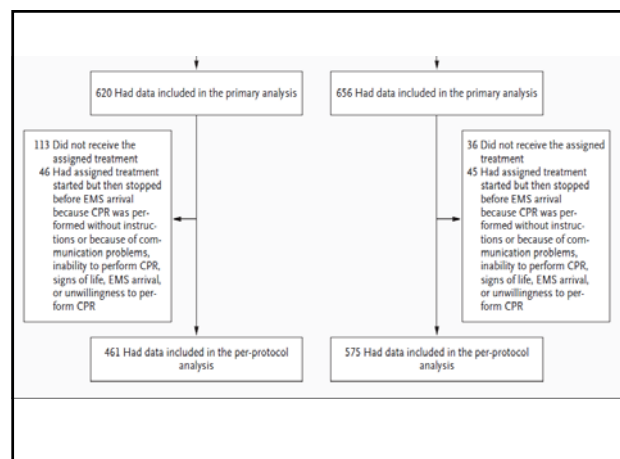 620 Had data included in the primary analysis
656 Had data included in the primary analysis
113 Did not receive the
assigned treatment
46 Had assigned treatment
started but then stopped
before EMS arrival
because CPR was per-
formed without instruc-
tions or because of com-
munication problems,
inability to perform CPR,
signs of life, EMS arrival,
or unwillingness to per-
form CPR
36 Did not receive the assigned
treatment
45 Had assigned treatment
started but then stopped
before EMS arrival
because CPR was per-
formed without instruc-
tions or because of com-
munication problems,
inability to perform CPR,
signs of life, EMS arrival,
or unwillingness to per-
form CPR
461 Had data included in the per-protocol
analysis
575 Had data included in the per-protocol
analysis